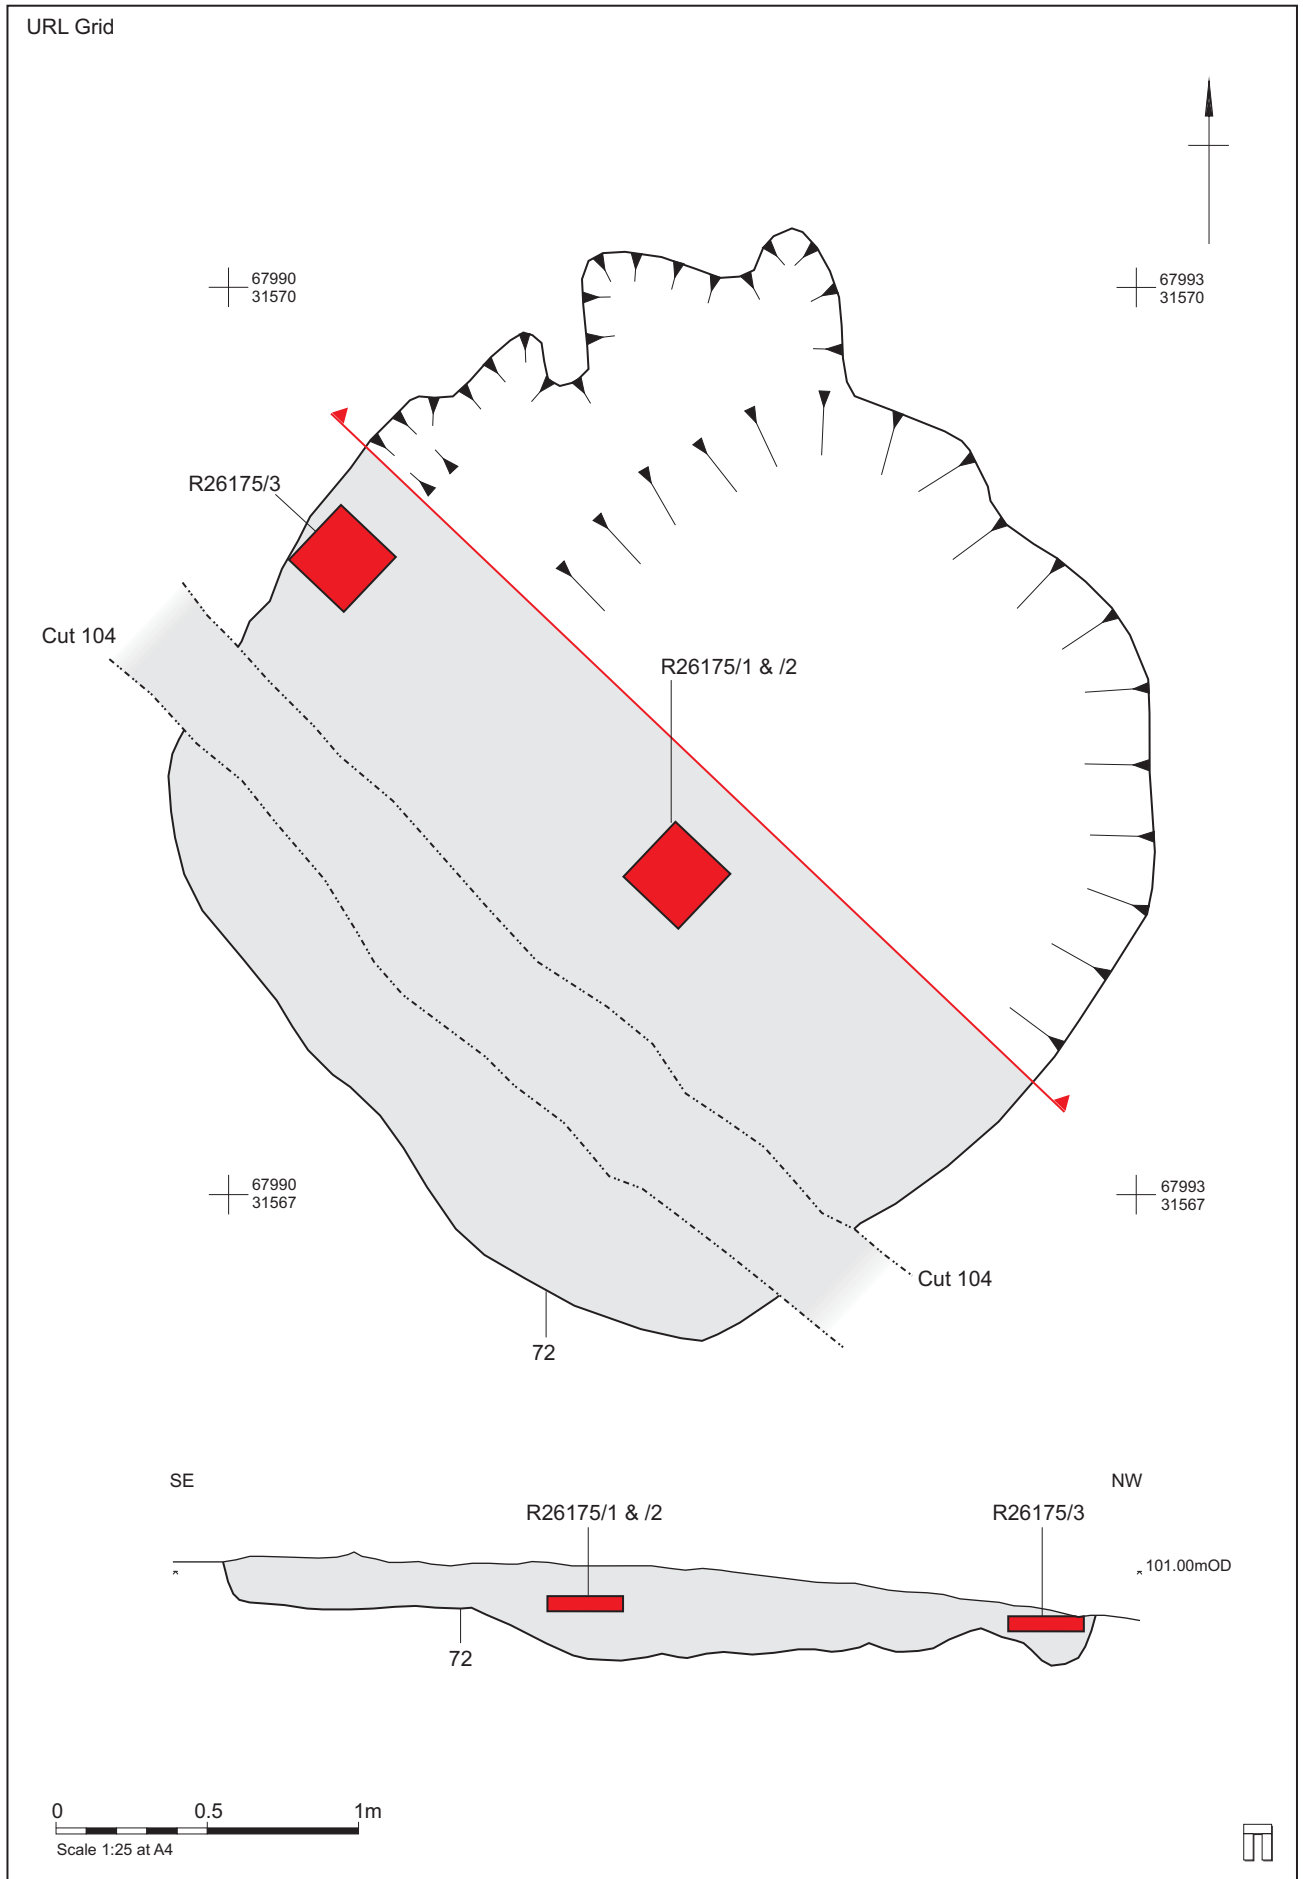 URL Grid
67990
31570
67993
31570
R26175/3
Cut 104
R26175/1 & /2
67990
31567
67993
31567
Cut 104
72
SE
NW
R26175/1 & /2
R26175/3
101.00mOD
72
0 0.5 1m
Scale 1:25 at A4